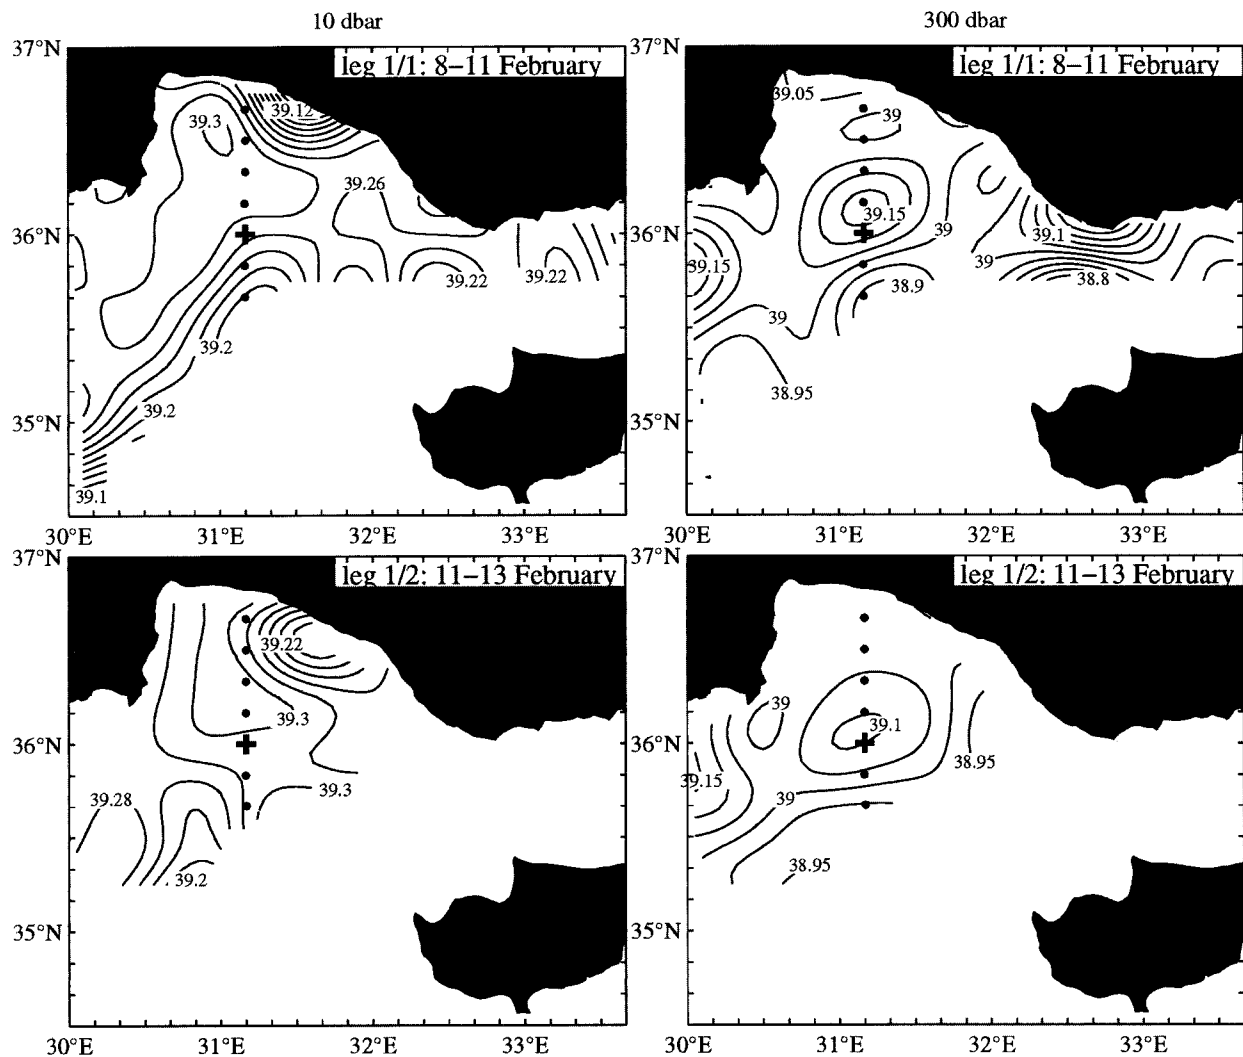 10 dbar
300 dbar
37°N
leg 1/1: 8–11 February
39.12
39.3
39.26
36°N
39.22
39.22
39.2
39.2
35°N
39.1
30°E
31°E
32°E
33°E
37°N
leg 1/1: 8–11 February
39.05
39
39
39.15
39
39.1
36°N
39.15
39
38.8
38.9
39
38.95
35°N
30°E
31°E
32°E
33°E
37°N
leg 1/2: 11–13 February
39.22
39.3
36°N
39.28
39.3
39.2
35°N
30°E
31°E
32°E
33°E
37°N
leg 1/2: 11–13 February
39
39.1
36°N
38.95
39.15
39
38.95
35°N
30°E
31°E
32°E
33°E